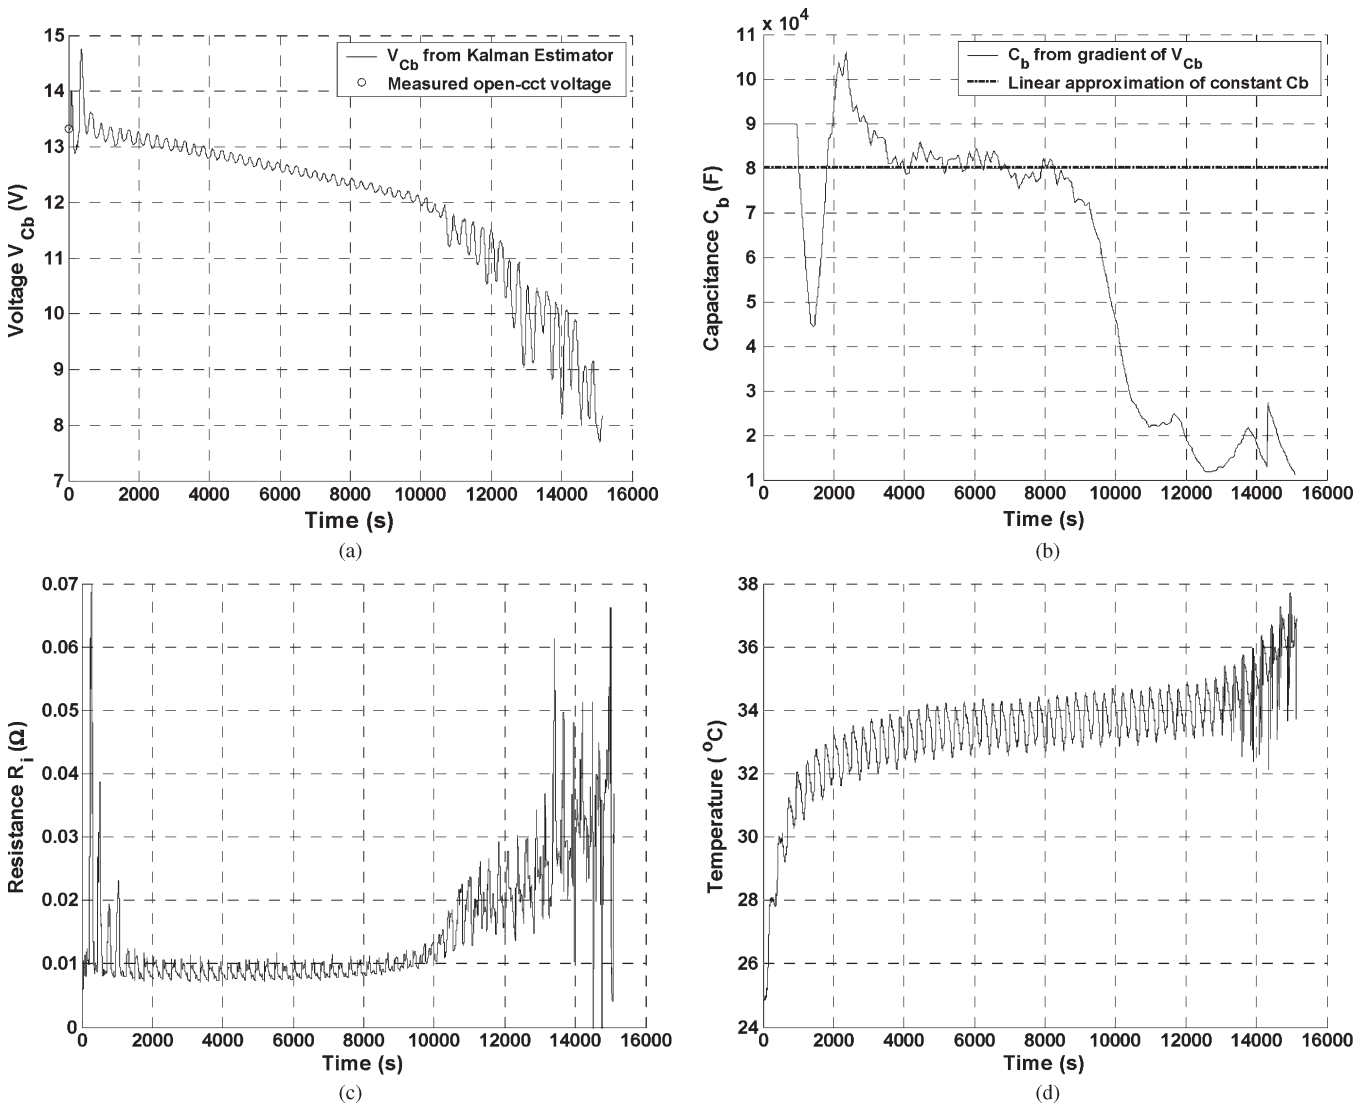 15
14
13
12
11
10
9
8
7
Voltage V_Cb (V)
V_Cb from Kalman Estimator
Measured open-cct voltage
0 2000 4000 6000 8000 10000 12000 14000 16000
Time (s)
(a)
x 10^4
11
10
9
8
7
6
5
4
3
2
1
Capacitance C_b (F)
C_b from gradient of V_Cb
Linear approximation of constant Cb
0 2000 4000 6000 8000 10000 12000 14000 16000
Time (s)
(b)
0.07
0.06
0.05
0.04
0.03
0.02
0.01
0
Resistance R_i (Ω)
0 2000 4000 6000 8000 10000 12000 14000 16000
Time (s)
(c)
38
36
34
32
30
28
26
24
Temperature ( °C)
0 2000 4000 6000 8000 10000 12000 14000 16000
Time (s)
(d)